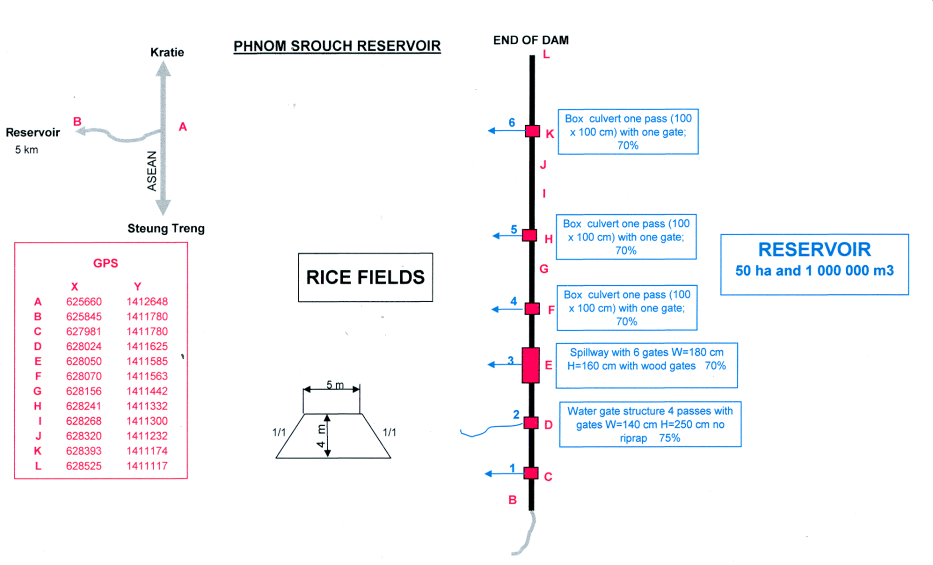 PHNOM SROUCH RESERVOIR
Kratie
B
A
Reservoir
5 km
ASEAN
Steung Treng
GPS
X Y
A 625660 1412648
B 625845 1411780
C 627981 1411780
D 628024 1411625
E 628050 1411585
F 628070 1411563
G 628156 1411442
H 628241 1411332
I 628268 1411300
J 628320 1411232
K 628393 1411174
L 628525 1411117
RICE FIELDS
5 m
1/1
4 m
1/1
END OF DAM
L
6
K
Box culvert one pass (100
x 100 cm) with one gate;
70%
J
I
5
H
Box culvert one pass (100
x 100 cm) with one gate;
70%
G
4
F
Box culvert one pass (100
x 100 cm) with one gate;
70%
3
E
Spillway with 6 gates W=180 cm
H=160 cm with wood gates 70%
2
D
Water gate structure 4 passes with
gates W=140 cm H=250 cm no
riprap 75%
1
C
B
RESERVOIR
50 ha and 1 000 000 m3